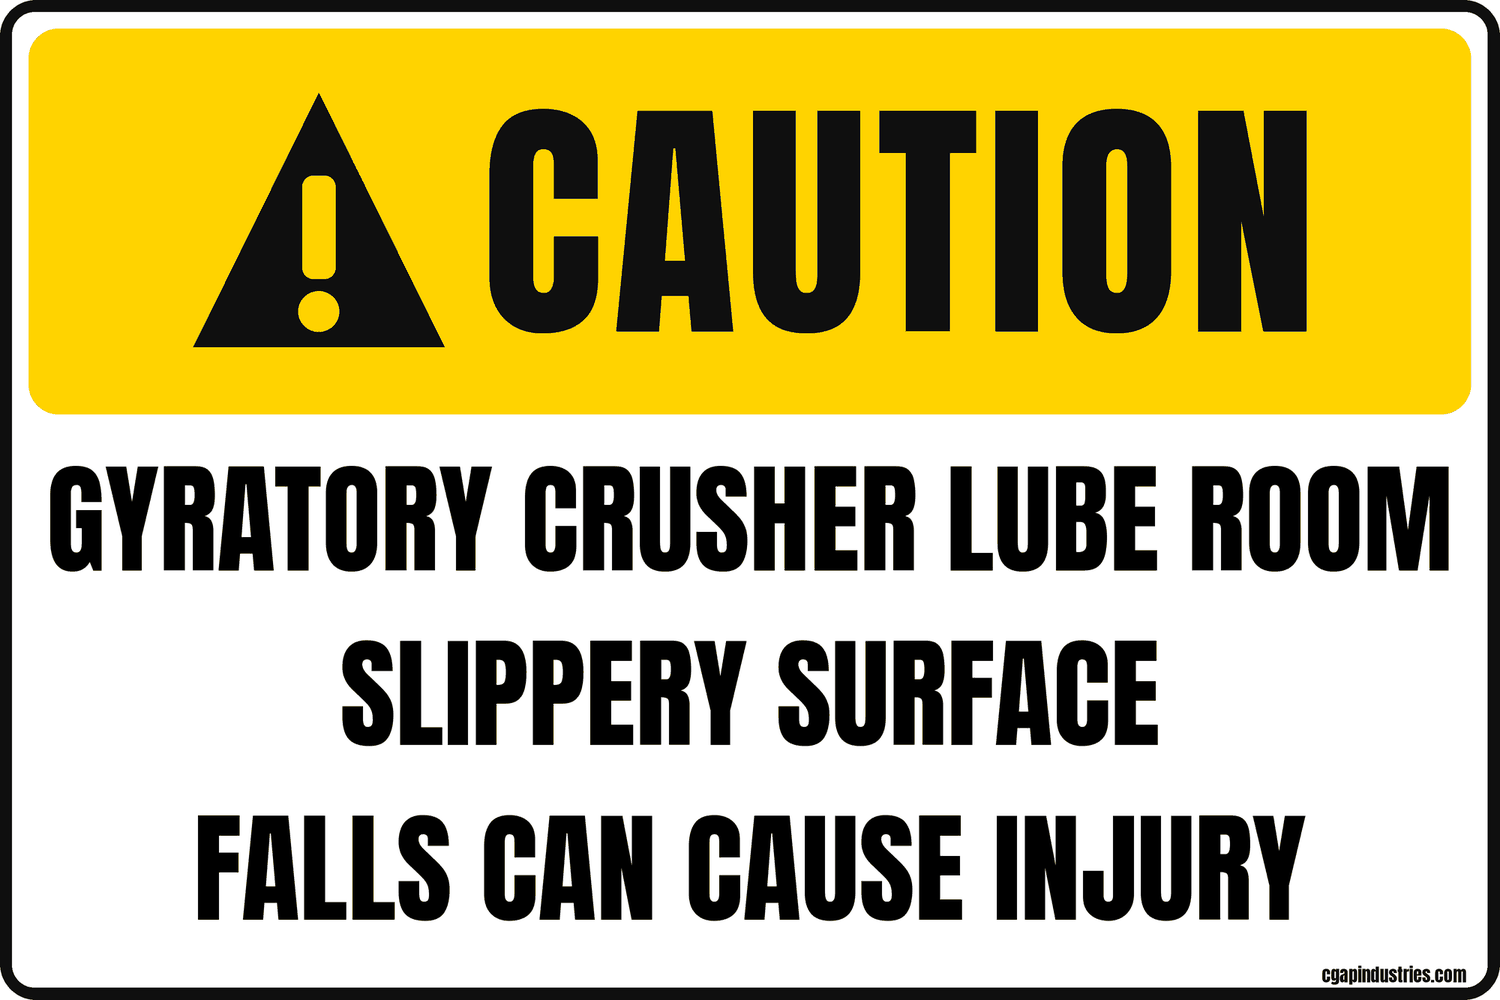 CAUTION
GYRATORY CRUSHER LUBE ROOM
SLIPPERY SURFACE
FALLS CAN CAUSE INJURY
cgapindustries.com